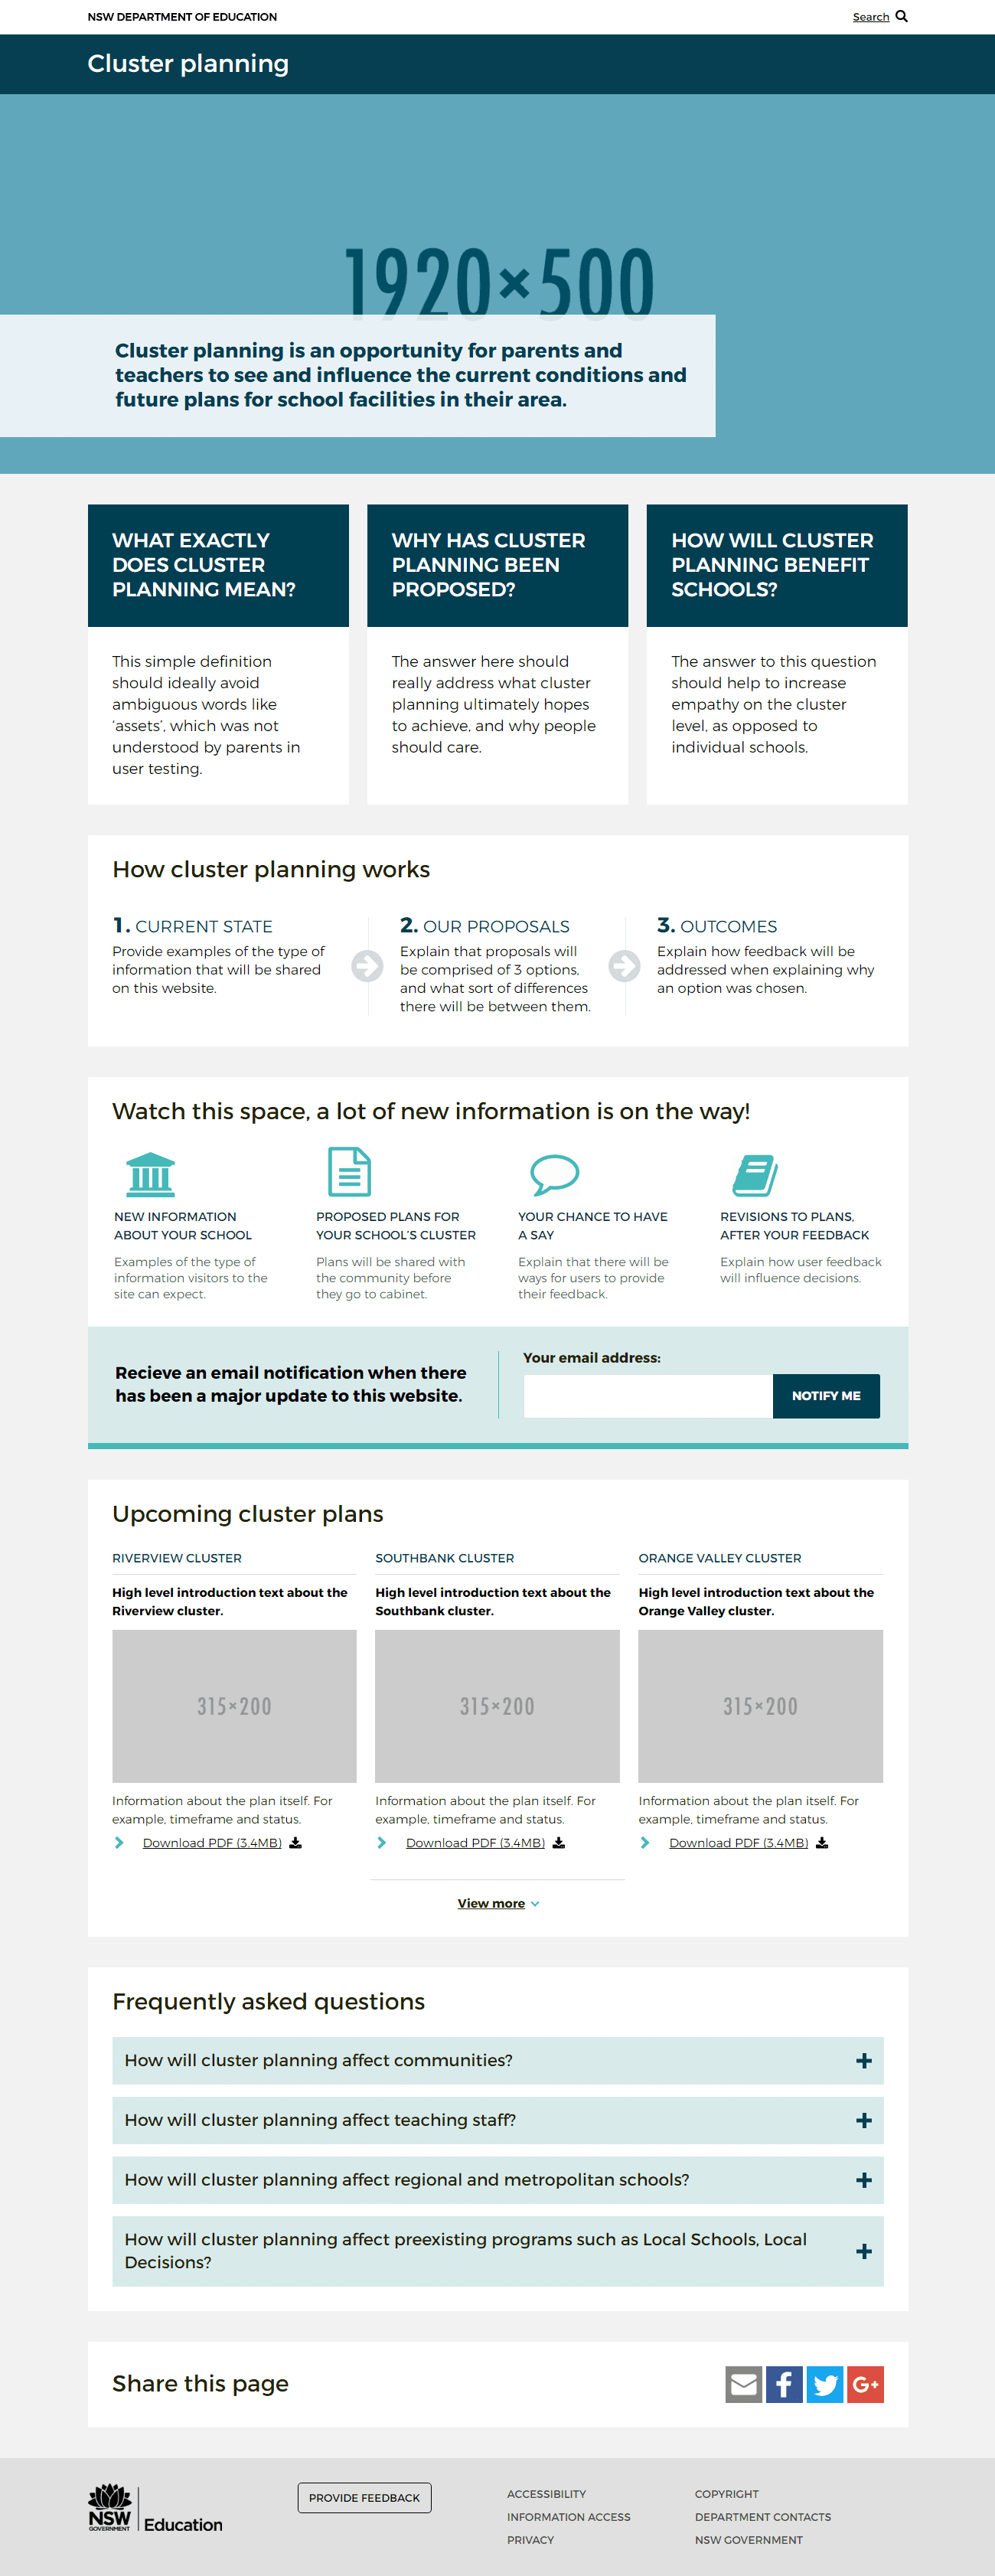 NSW DEPARTMENT OF EDUCATION
Search
Cluster planning
1920×500
Cluster planning is an opportunity for parents and
teachers to see and influence the current conditions and
future plans for school facilities in their area.
WHAT EXACTLY
DOES CLUSTER
PLANNING MEAN?
This simple definition
should ideally avoid
ambiguous words like
‘assets’, which was not
understood by parents in
user testing.
WHY HAS CLUSTER
PLANNING BEEN
PROPOSED?
The answer here should
really address what cluster
planning ultimately hopes
to achieve, and why people
should care.
HOW WILL CLUSTER
PLANNING BENEFIT
SCHOOLS?
The answer to this question
should help to increase
empathy on the cluster
level, as opposed to
individual schools.
How cluster planning works
1. CURRENT STATE
Provide examples of the type of
information that will be shared
on this website.
2. OUR PROPOSALS
Explain that proposals will
be comprised of 3 options,
and what sort of differences
there will be between them.
3. OUTCOMES
Explain how feedback will be
addressed when explaining why
an option was chosen.
Watch this space, a lot of new information is on the way!
NEW INFORMATION
ABOUT YOUR SCHOOL
Examples of the type of
information visitors to the
site can expect.
PROPOSED PLANS FOR
YOUR SCHOOL'S CLUSTER
Plans will be shared with
the community before
they go to cabinet.
YOUR CHANCE TO HAVE
A SAY
Explain that there will be
ways for users to provide
their feedback.
REVISIONS TO PLANS,
AFTER YOUR FEEDBACK
Explain how user feedback
will influence decisions.
Recieve an email notification when there
has been a major update to this website.
Your email address:
NOTIFY ME
Upcoming cluster plans
RIVERVIEW CLUSTER
High level introduction text about the
Riverview cluster.
315×200
Information about the plan itself. For
example, timeframe and status.
Download PDF (3.4MB)
SOUTHBANK CLUSTER
High level introduction text about the
Southbank cluster.
315×200
Information about the plan itself. For
example, timeframe and status.
Download PDF (3.4MB)
ORANGE VALLEY CLUSTER
High level introduction text about the
Orange Valley cluster.
315×200
Information about the plan itself. For
example, timeframe and status.
Download PDF (3.4MB)
View more
Frequently asked questions
How will cluster planning affect communities?
How will cluster planning affect teaching staff?
How will cluster planning affect regional and metropolitan schools?
How will cluster planning affect preexisting programs such as Local Schools, Local
Decisions?
Share this page
G+
NSW
GOVERNMENT
Education
PROVIDE FEEDBACK
ACCESSIBILITY
INFORMATION ACCESS
PRIVACY
COPYRIGHT
DEPARTMENT CONTACTS
NSW GOVERNMENT